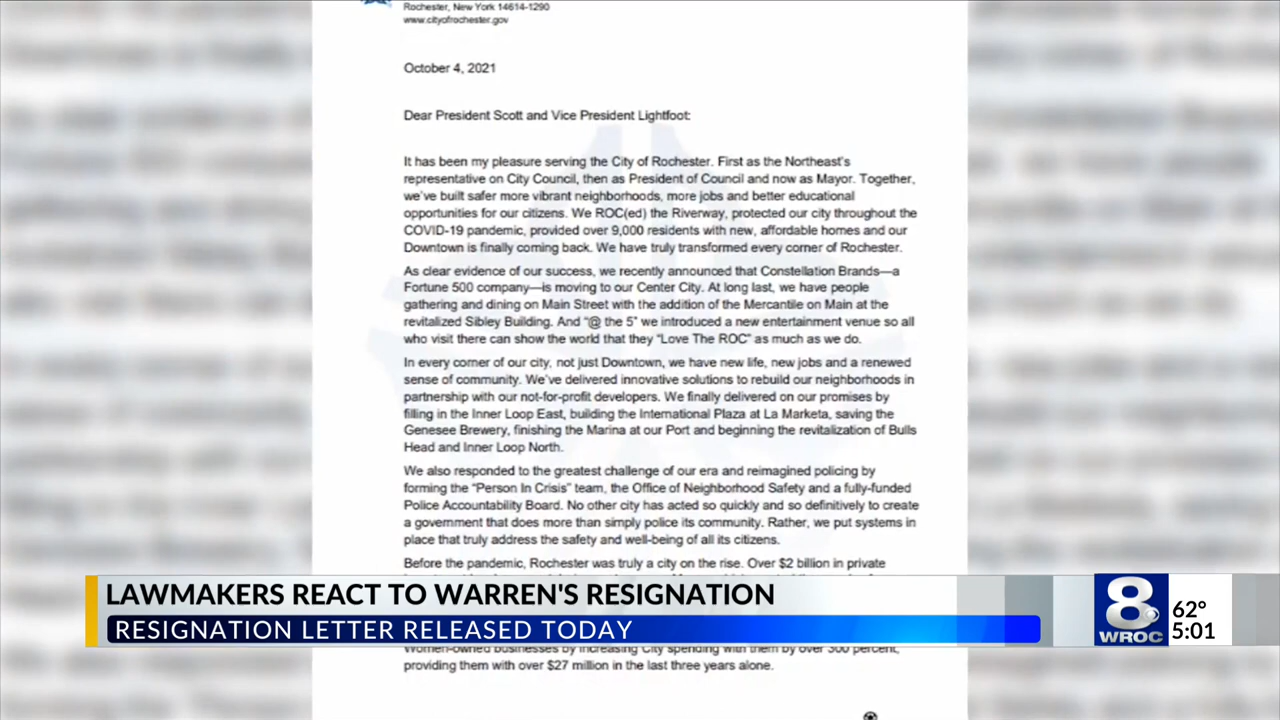 Rochester, New York 14614-1290
www.cityofrochester.gov
October 4, 2021
Dear President Scott and Vice President Lightfoot:
It has been my pleasure serving the City of Rochester. First as the Northeast's
representative on City Council, then as President of Council and now as Mayor. Together,
we've built safer more vibrant neighborhoods, more jobs and better educational
opportunities for our citizens. We ROC(ed) the Riverway, protected our city throughout the
COVID-19 pandemic, provided over 9,000 residents with new, affordable homes and our
Downtown is finally coming back. We have truly transformed every corner of Rochester.
As clear evidence of our success, we recently announced that Constellation Brands—a
Fortune 500 company—is moving to our Center City. At long last, we have people
gathering and dining on Main Street with the addition of the Mercantile on Main at the
revitalized Sibley Building. And "@ the 5" we introduced a new entertainment venue so all
who visit there can show the world that they "Love The ROC" as much as we do.
In every corner of our city, not just Downtown, we have new life, new jobs and a renewed
sense of community. We've delivered innovative solutions to rebuild our neighborhoods in
partnership with our not-for-profit developers. We finally delivered on our promises by
filling in the Inner Loop East, building the International Plaza at La Marketa, saving the
Genesee Brewery, finishing the Marina at our Port and beginning the revitalization of Bulls
Head and Inner Loop North.
We also responded to the greatest challenge of our era and reimagined policing by
forming the "Person In Crisis" team, the Office of Neighborhood Safety and a fully-funded
Police Accountability Board. No other city has acted so quickly and so definitively to create
a government that does more than simply police its community. Rather, we put systems in
place that truly address the safety and well-being of all its citizens.
Before the pandemic, Rochester was truly a city on the rise. Over $2 billion in private
LAWMAKERS REACT TO WARREN'S RESIGNATION
RESIGNATION LETTER RELEASED TODAY
8
WROC
62°
5:01
Women-owned businesses by increasing City spending with them by over 300 percent,
providing them with over $27 million in the last three years alone.